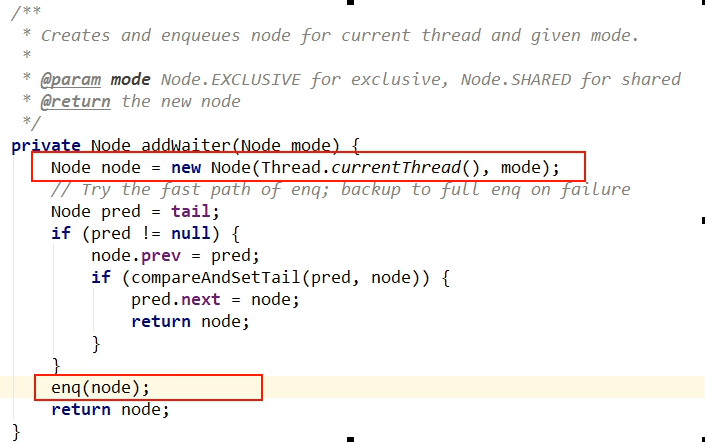 /**
 * Creates and enqueues node for current thread and given mode.
 *
 * @param mode Node.EXCLUSIVE for exclusive, Node.SHARED for shared
 * @return the new node
 */
private Node addWaiter(Node mode) {
    Node node = new Node(Thread.currentThread(), mode);
    // Try the fast path of enq; backup to full enq on failure
    Node pred = tail;
    if (pred != null) {
        node.prev = pred;
        if (compareAndSetTail(pred, node)) {
            pred.next = node;
            return node;
        }
    }
    enq(node);
    return node;
}